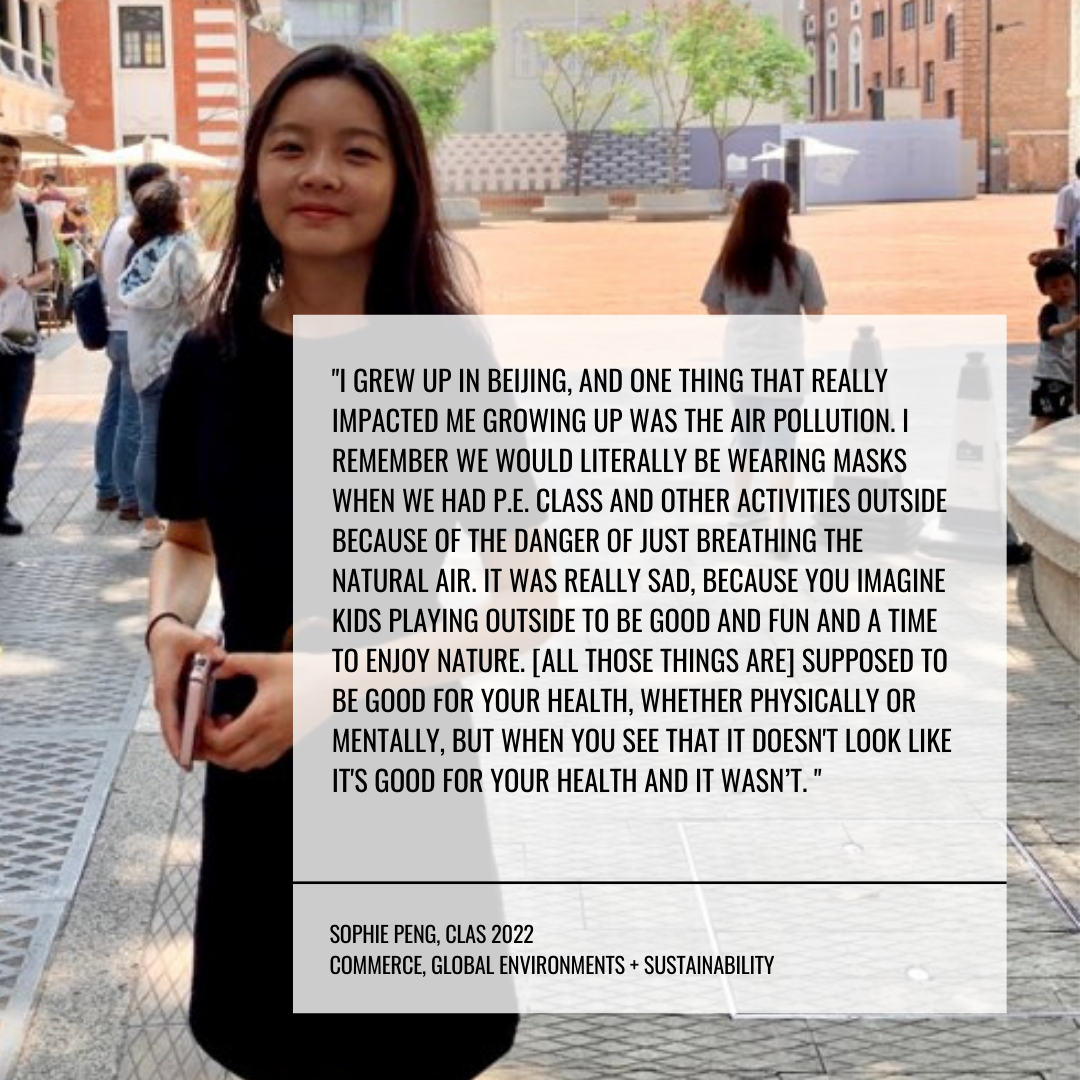 "I GREW UP IN BEIJING, AND ONE THING THAT REALLY
IMPACTED ME GROWING UP WAS THE AIR POLLUTION. I
REMEMBER WE WOULD LITERALLY BE WEARING MASKS
WHEN WE HAD P.E. CLASS AND OTHER ACTIVITIES OUTSIDE
BECAUSE OF THE DANGER OF JUST BREATHING THE
NATURAL AIR. IT WAS REALLY SAD, BECAUSE YOU IMAGINE
KIDS PLAYING OUTSIDE TO BE GOOD AND FUN AND A TIME
TO ENJOY NATURE. [ALL THOSE THINGS ARE] SUPPOSED TO
BE GOOD FOR YOUR HEALTH, WHETHER PHYSICALLY OR
MENTALLY, BUT WHEN YOU SEE THAT IT DOESN'T LOOK LIKE
IT'S GOOD FOR YOUR HEALTH AND IT WASN’T. "
SOPHIE PENG, CLAS 2022
COMMERCE, GLOBAL ENVIRONMENTS + SUSTAINABILITY